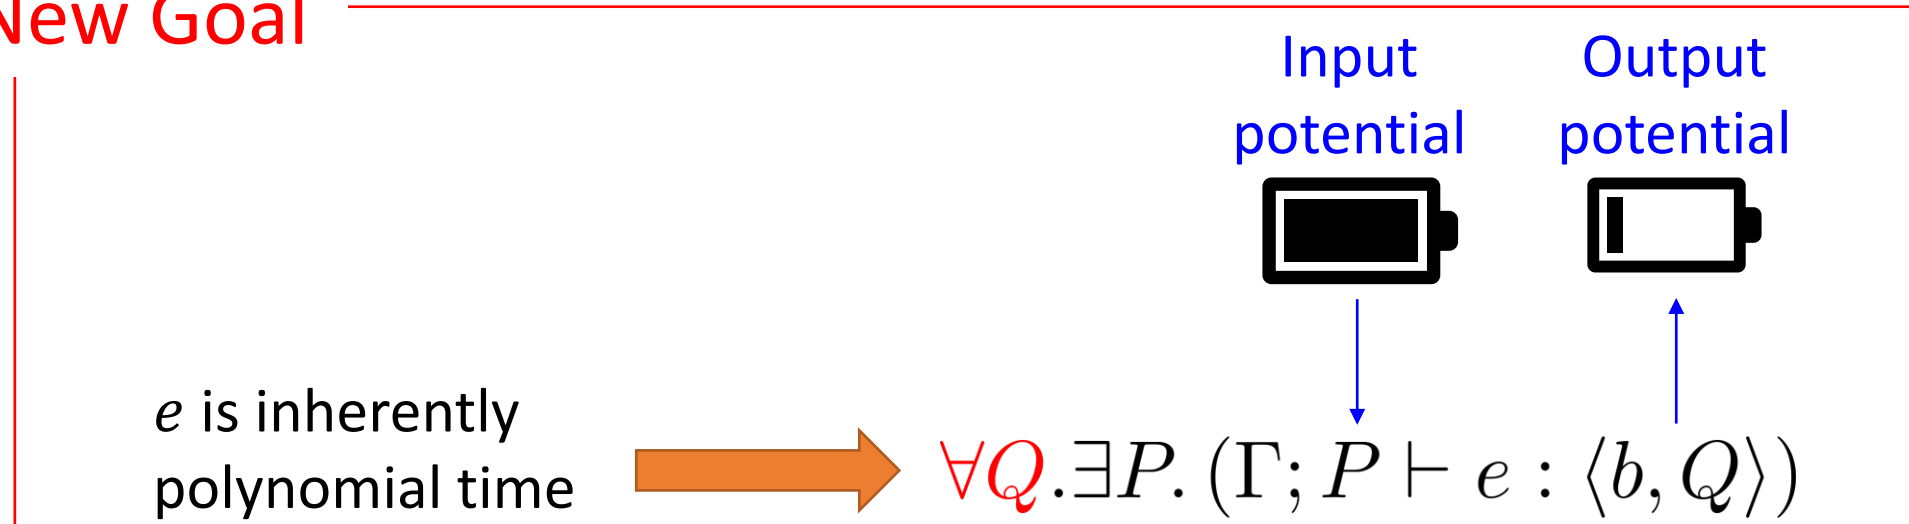 New Goal
Input potential
Output potential
e is inherently
polynomial time
∀Q.∃P.(Γ; P ⊢ e : ⟨b, Q⟩)